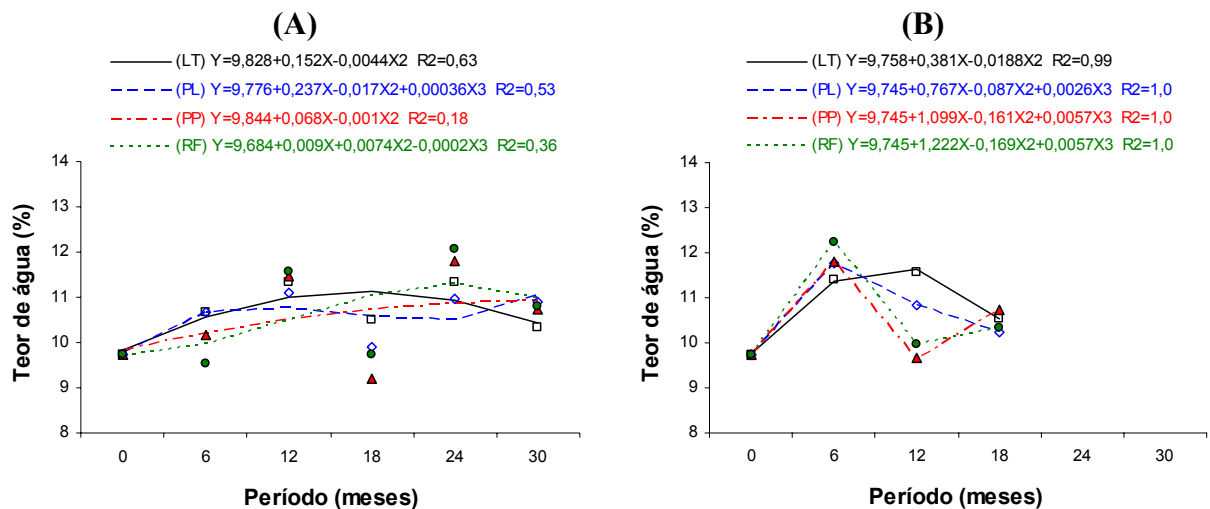 (A)
(LT) Y=9,828+0,152X-0,0044X2 R2=0,63
(PL) Y=9,776+0,237X-0,017X2+0,00036X3 R2=0,53
(PP) Y=9,844+0,068X-0,001X2 R2=0,18
(RF) Y=9,684+0,009X+0,0074X2-0,0002X3 R2=0,36
14
13
12
11
10
9
8
Teor de água (%)
0 6 12 18 24 30
Período (meses)
(B)
(LT) Y=9,758+0,381X-0,0188X2 R2=0,99
(PL) Y=9,745+0,767X-0,087X2+0,0026X3 R2=1,0
(PP) Y=9,745+1,099X-0,161X2+0,0057X3 R2=1,0
(RF) Y=9,745+1,222X-0,169X2+0,0057X3 R2=1,0
14
13
12
11
10
9
8
Teor de água (%)
0 6 12 18 24 30
Período (meses)